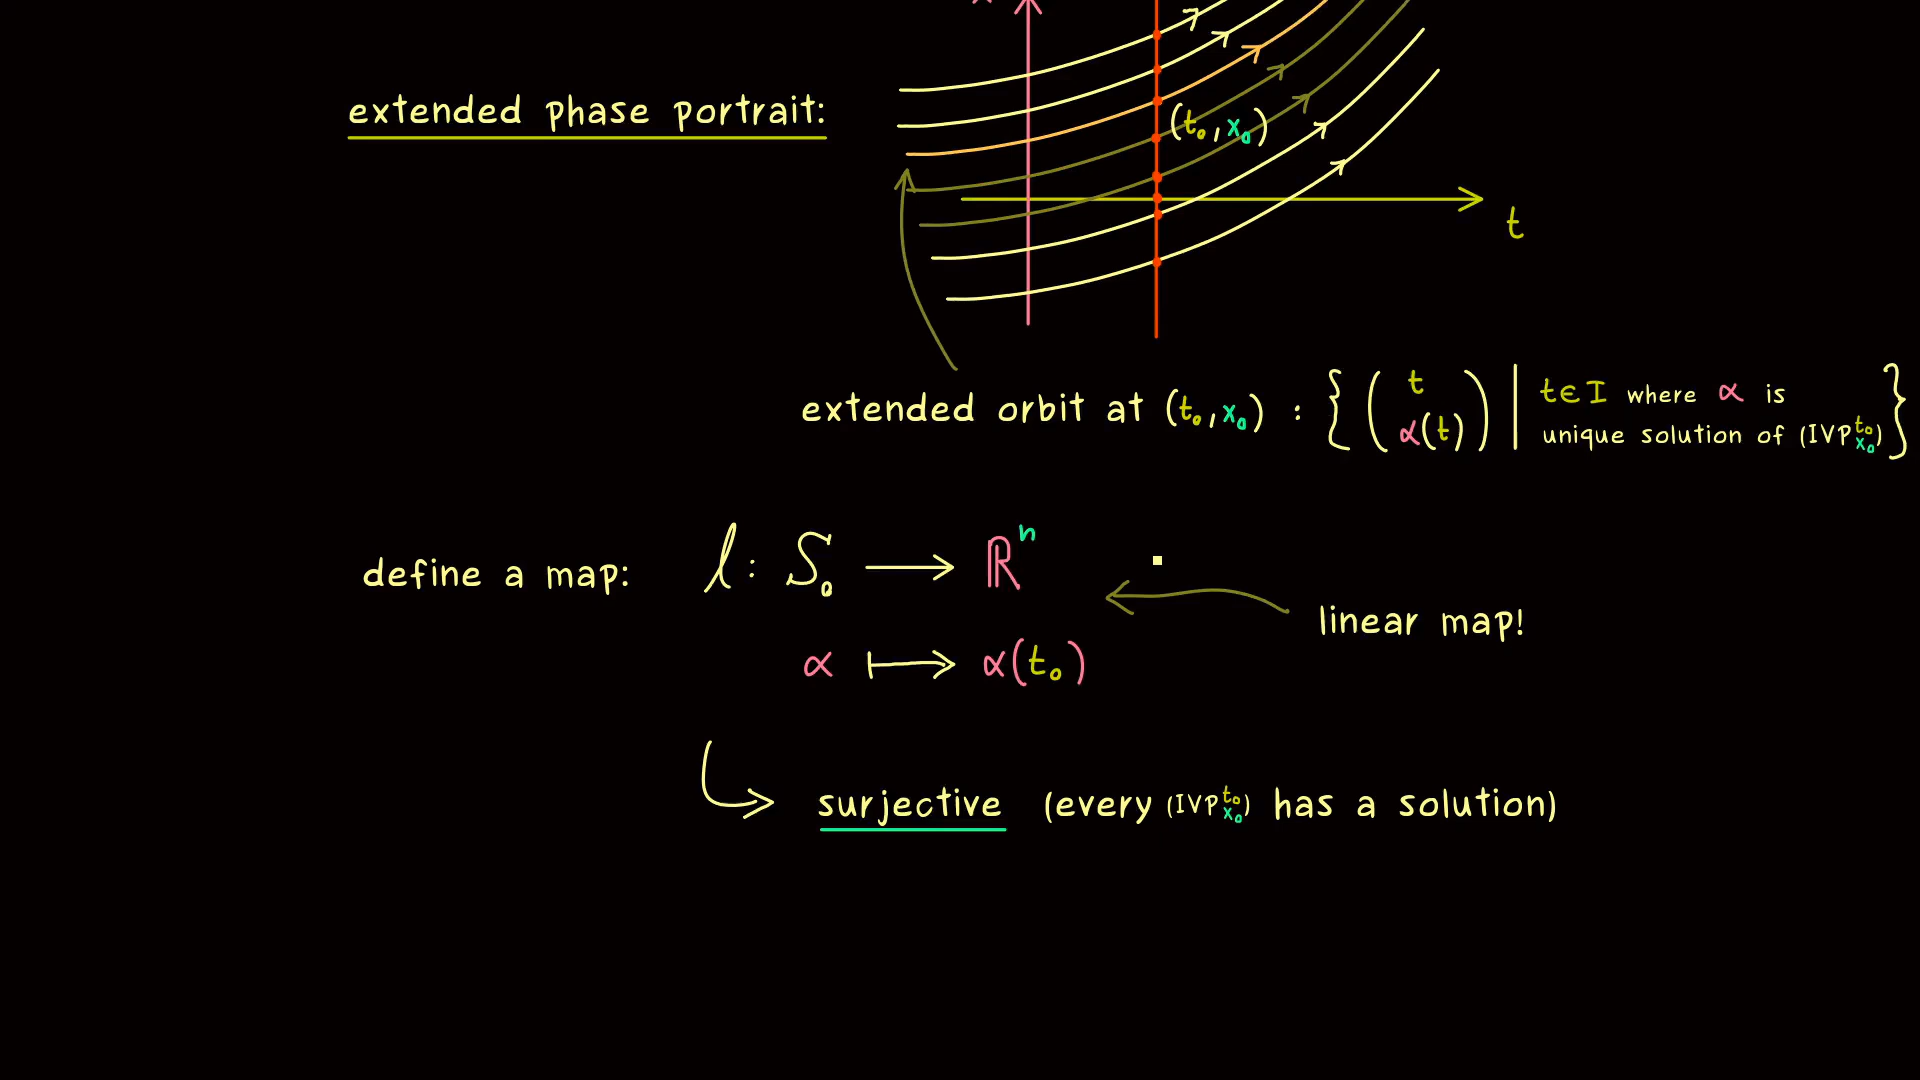 extended phase portrait:
(t₀, x₀)
t
extended orbit at (t₀, x₀) : { ( t α(t) ) | t ∈ I where α is unique solution of (IVP^{t₀}_{x₀}) }
define a map: ℓ: S₀ ⟶ ℝⁿ
linear map!
α ⟼ α(t₀)
surjective (every (IVP^{t₀}_{x₀}) has a solution)